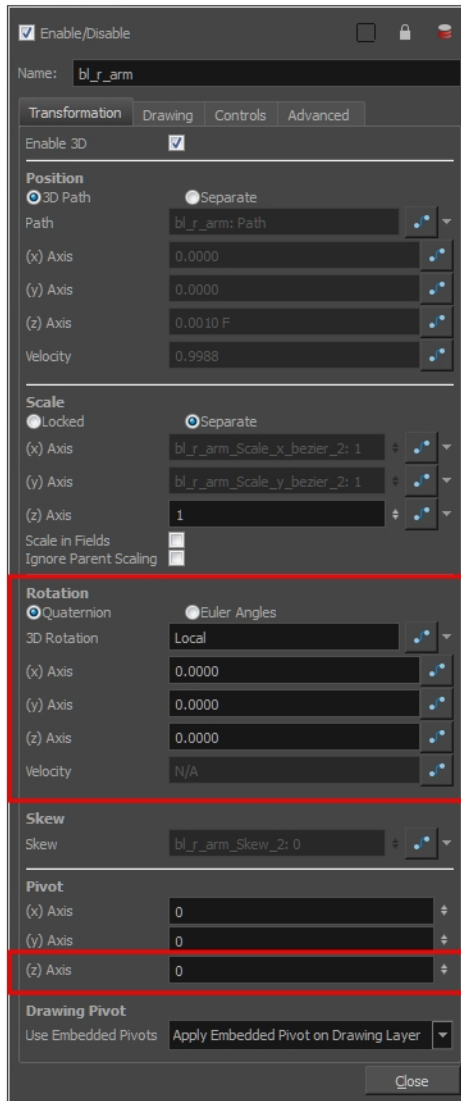 Enable/Disable
Name: bl_r_arm
Transformation Drawing Controls Advanced
Enable 3D
Position
3D Path Separate
Path bl_r_arm: Path
(x) Axis 0.0000
(y) Axis 0.0000
(z) Axis 0.0010 F
Velocity 0.9988
Scale
Locked Separate
(x) Axis bl_r_arm_Scale_x_bezier_2: 1
(y) Axis bl_r_arm_Scale_y_bezier_2: 1
(z) Axis 1
Scale in Fields
Ignore Parent Scaling
Rotation
Quaternion Euler Angles
3D Rotation Local
(x) Axis 0.0000
(y) Axis 0.0000
(z) Axis 0.0000
Velocity N/A
Skew
Skew bl_r_arm_Skew_2: 0
Pivot
(x) Axis 0
(y) Axis 0
(z) Axis 0
Drawing Pivot
Use Embedded Pivots Apply Embedded Pivot on Drawing Layer
Close